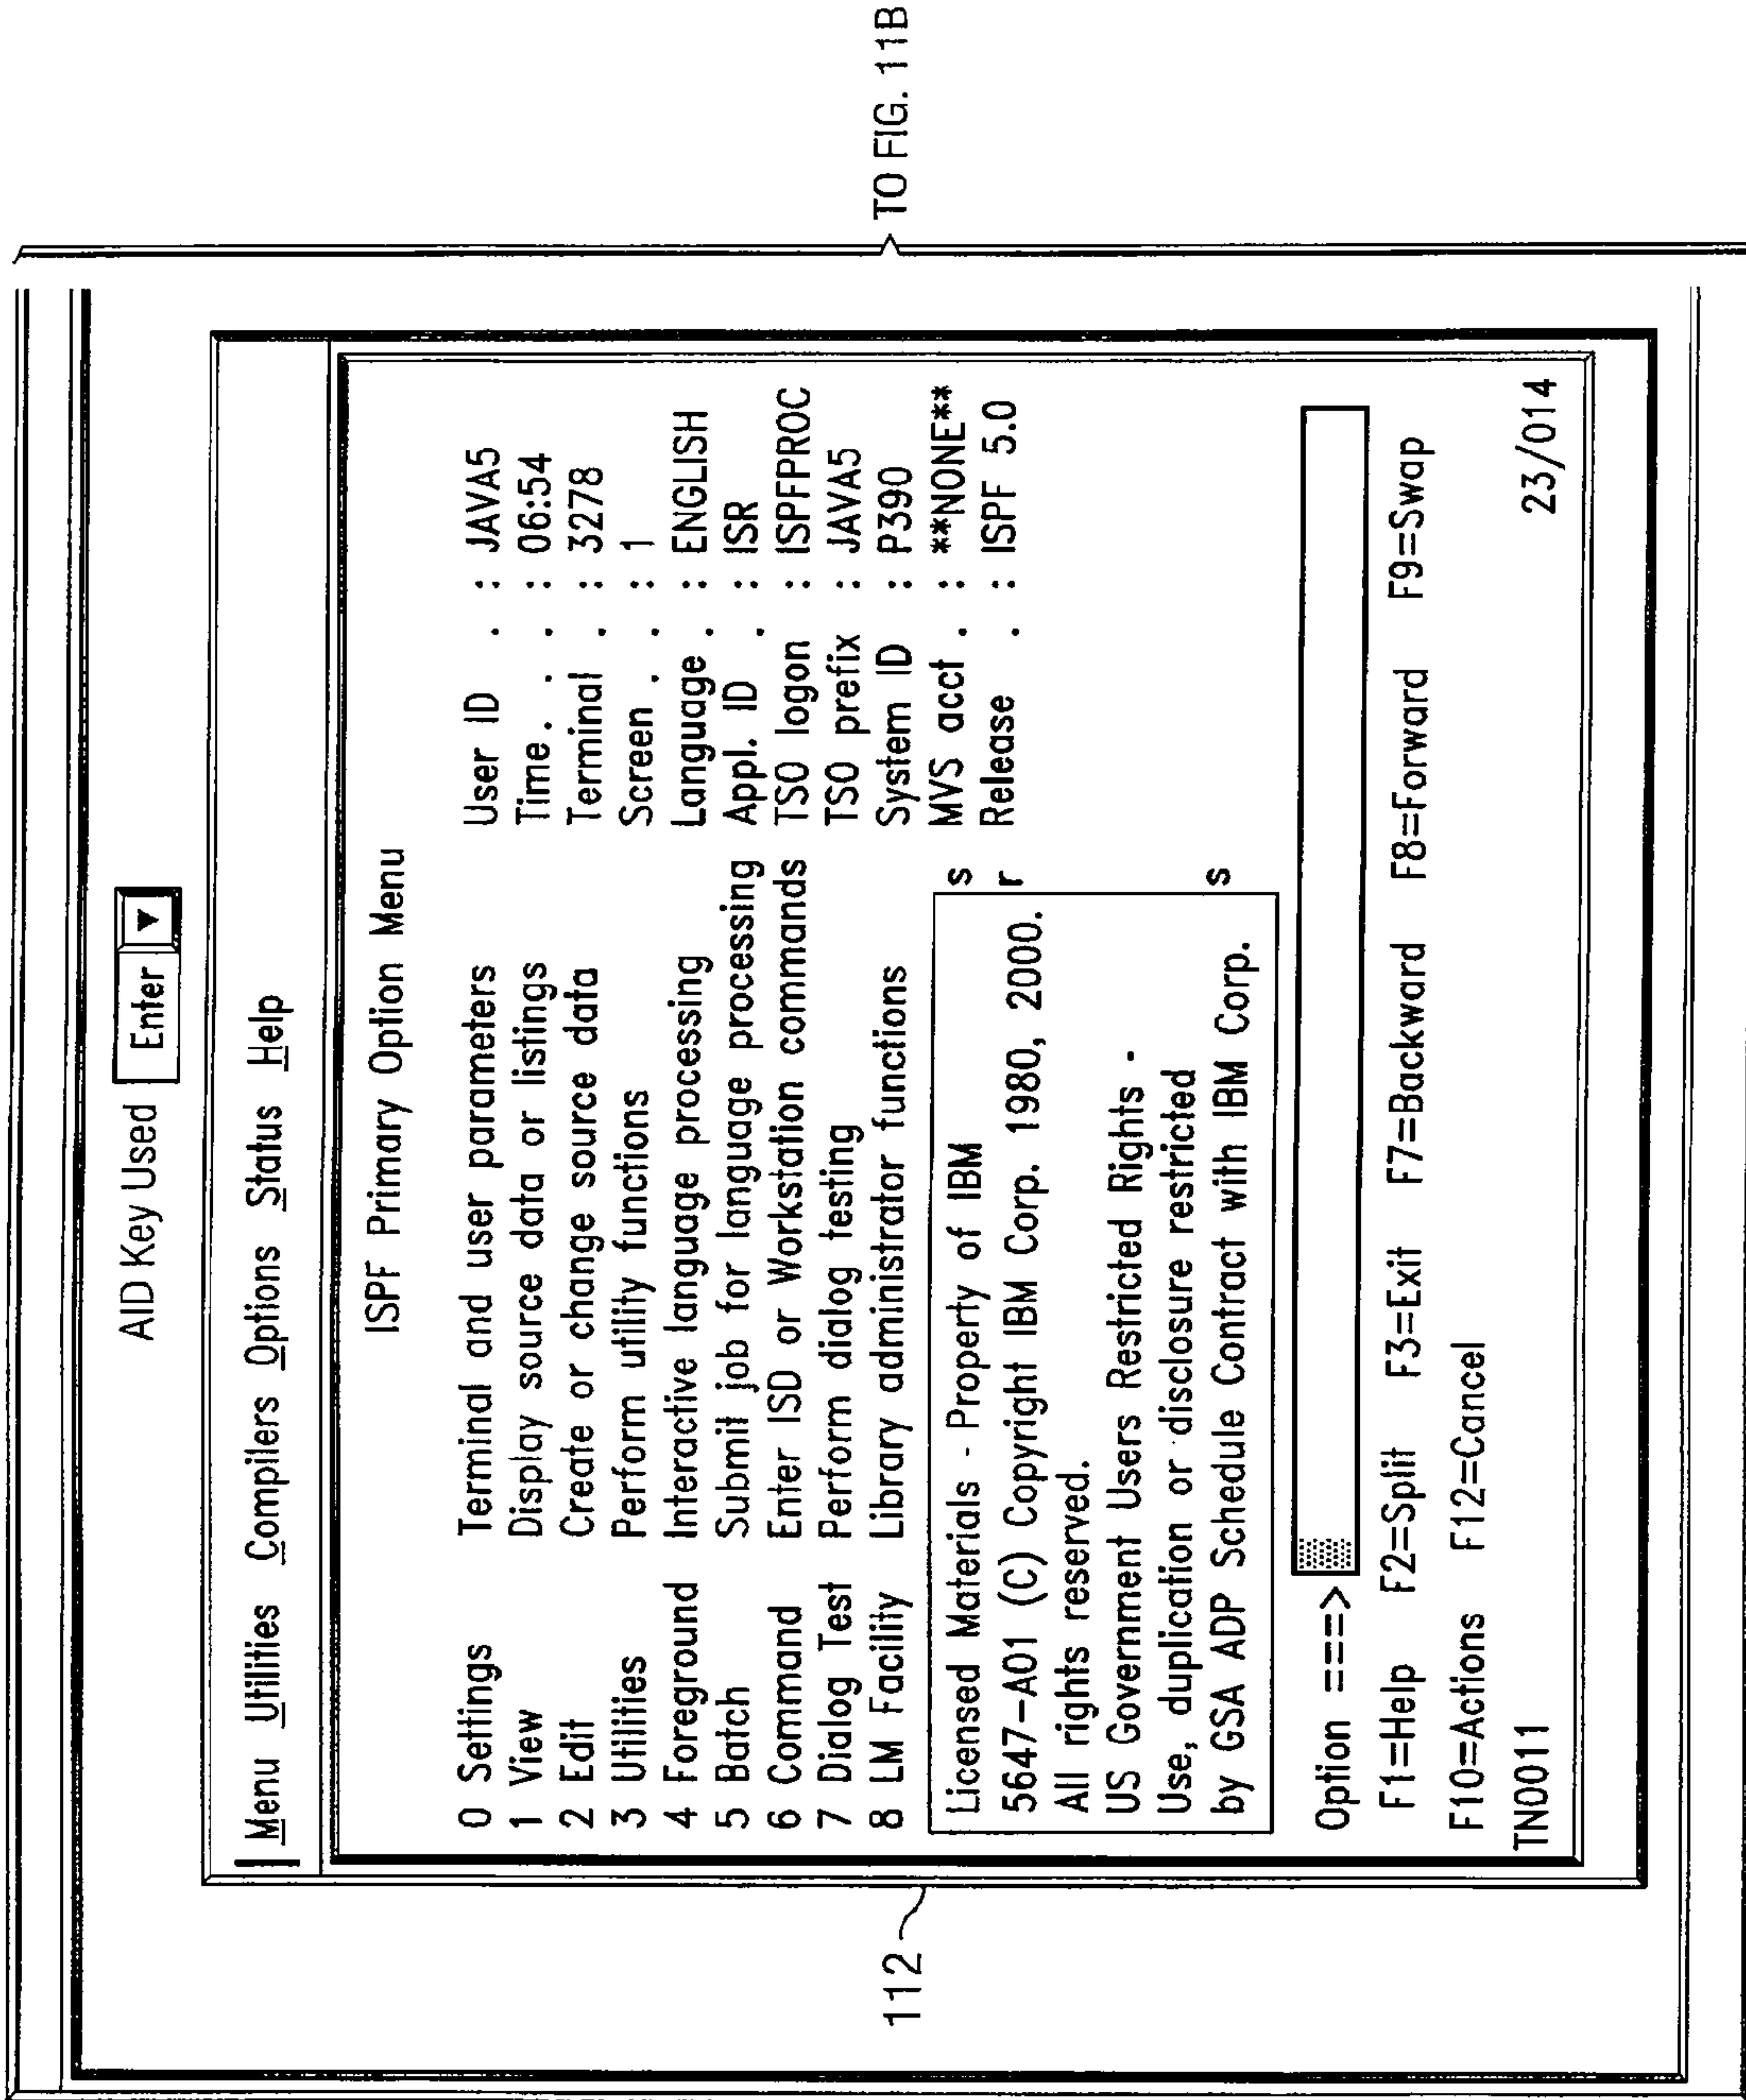 AID Key Used Enter ▼
Menu Utilities Compilers Options Status Help
ISPF Primary Option Menu
0 Settings Terminal and user parameters User ID . : JAVA5
1 View Display source data or listings Time. . . : 06:54
2 Edit Create or change source data Terminal . : 3278
3 Utilities Perform utility functions Screen . . : 1
4 Foreground Interactive language processing Language . : ENGLISH
5 Batch Submit job for language processing Appl. ID . : ISR
6 Command Enter ISD or Workstation commands TSO logon : ISPFPROC
7 Dialog Test Perform dialog testing TSO prefix : JAVA5
8 LM Facility Library administrator functions System ID : P390
Licensed Materials - Property of IBM s MVS acct . : **NONE**
5647-A01 (C) Copyright IBM Corp. 1980, 2000. r Release . : ISPF 5.0
All rights reserved.
US Government Users Restricted Rights -
Use, duplication or disclosure restricted
by GSA ADP Schedule Contract with IBM Corp. s
Option ===>
F1=Help F2=Split F3=Exit F7=Backward F8=Forward F9=Swap
F10=Actions F12=Cancel
TN0011 23/014
112
TO FIG. 11B